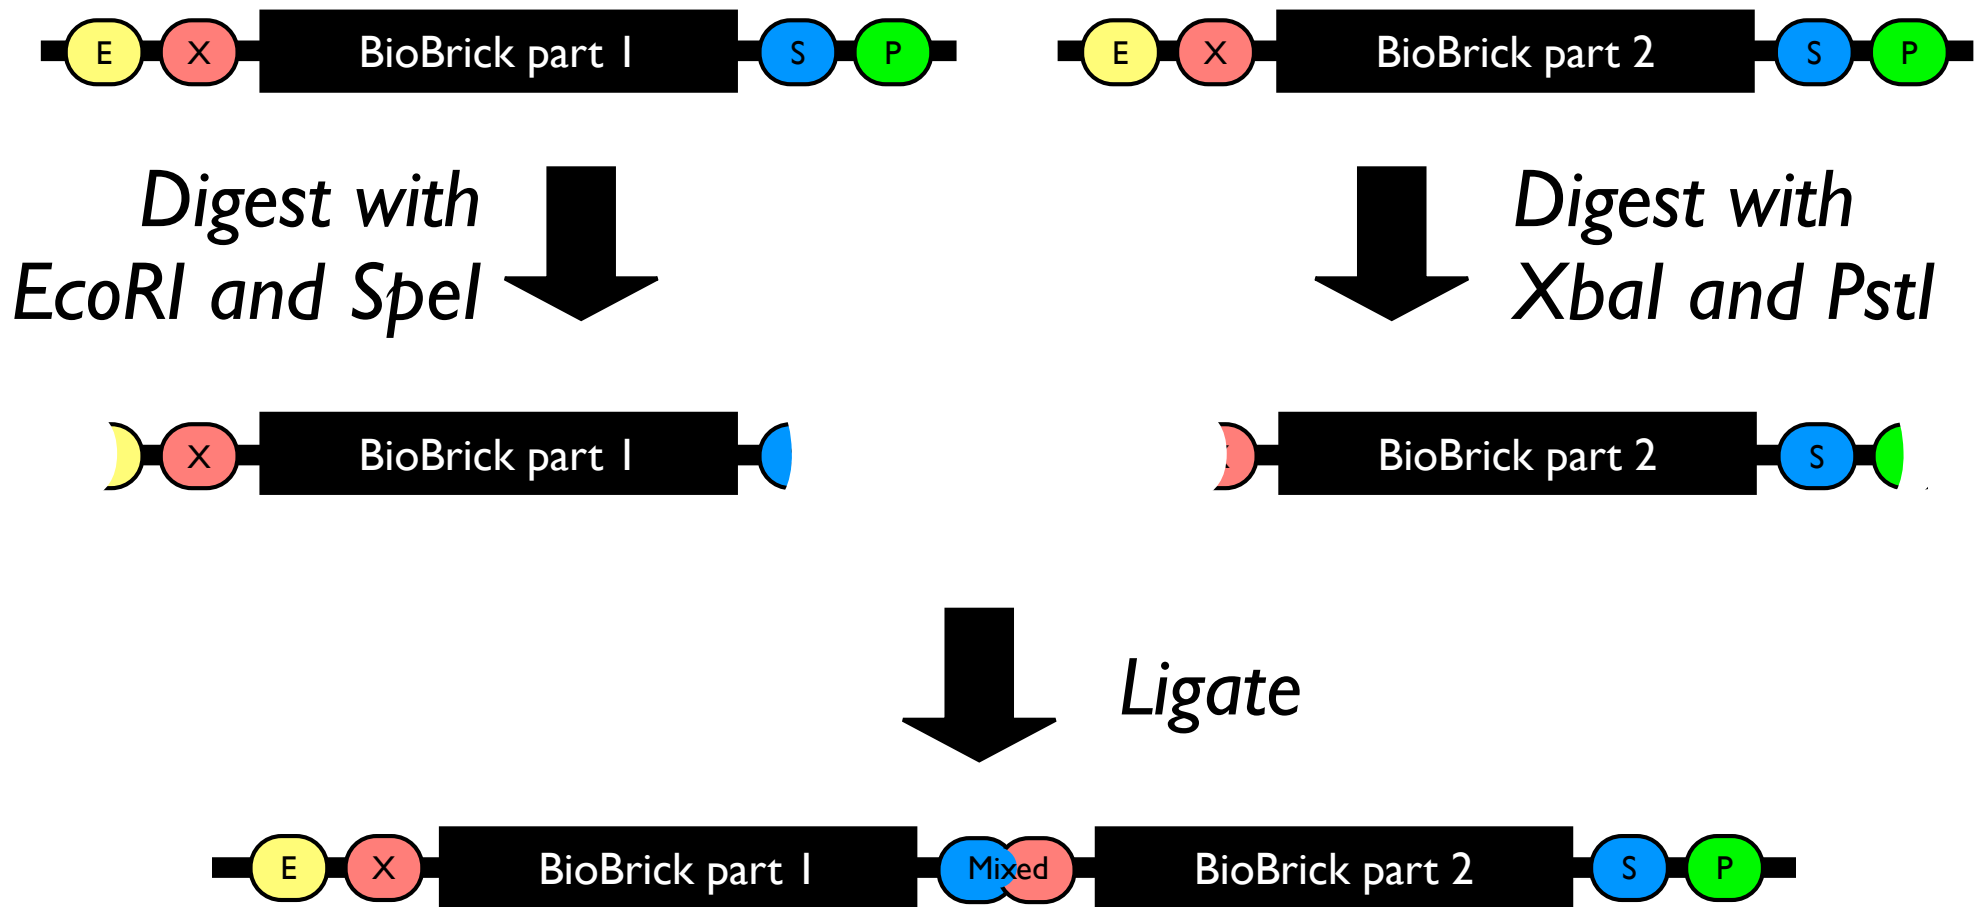 E X BioBrick part 1 S P
E X BioBrick part 2 S P
Digest with
EcoRI and SpeI
Digest with
XbaI and PstI
X BioBrick part 1
BioBrick part 2 S
Ligate
E X BioBrick part 1 Mixed BioBrick part 2 S P